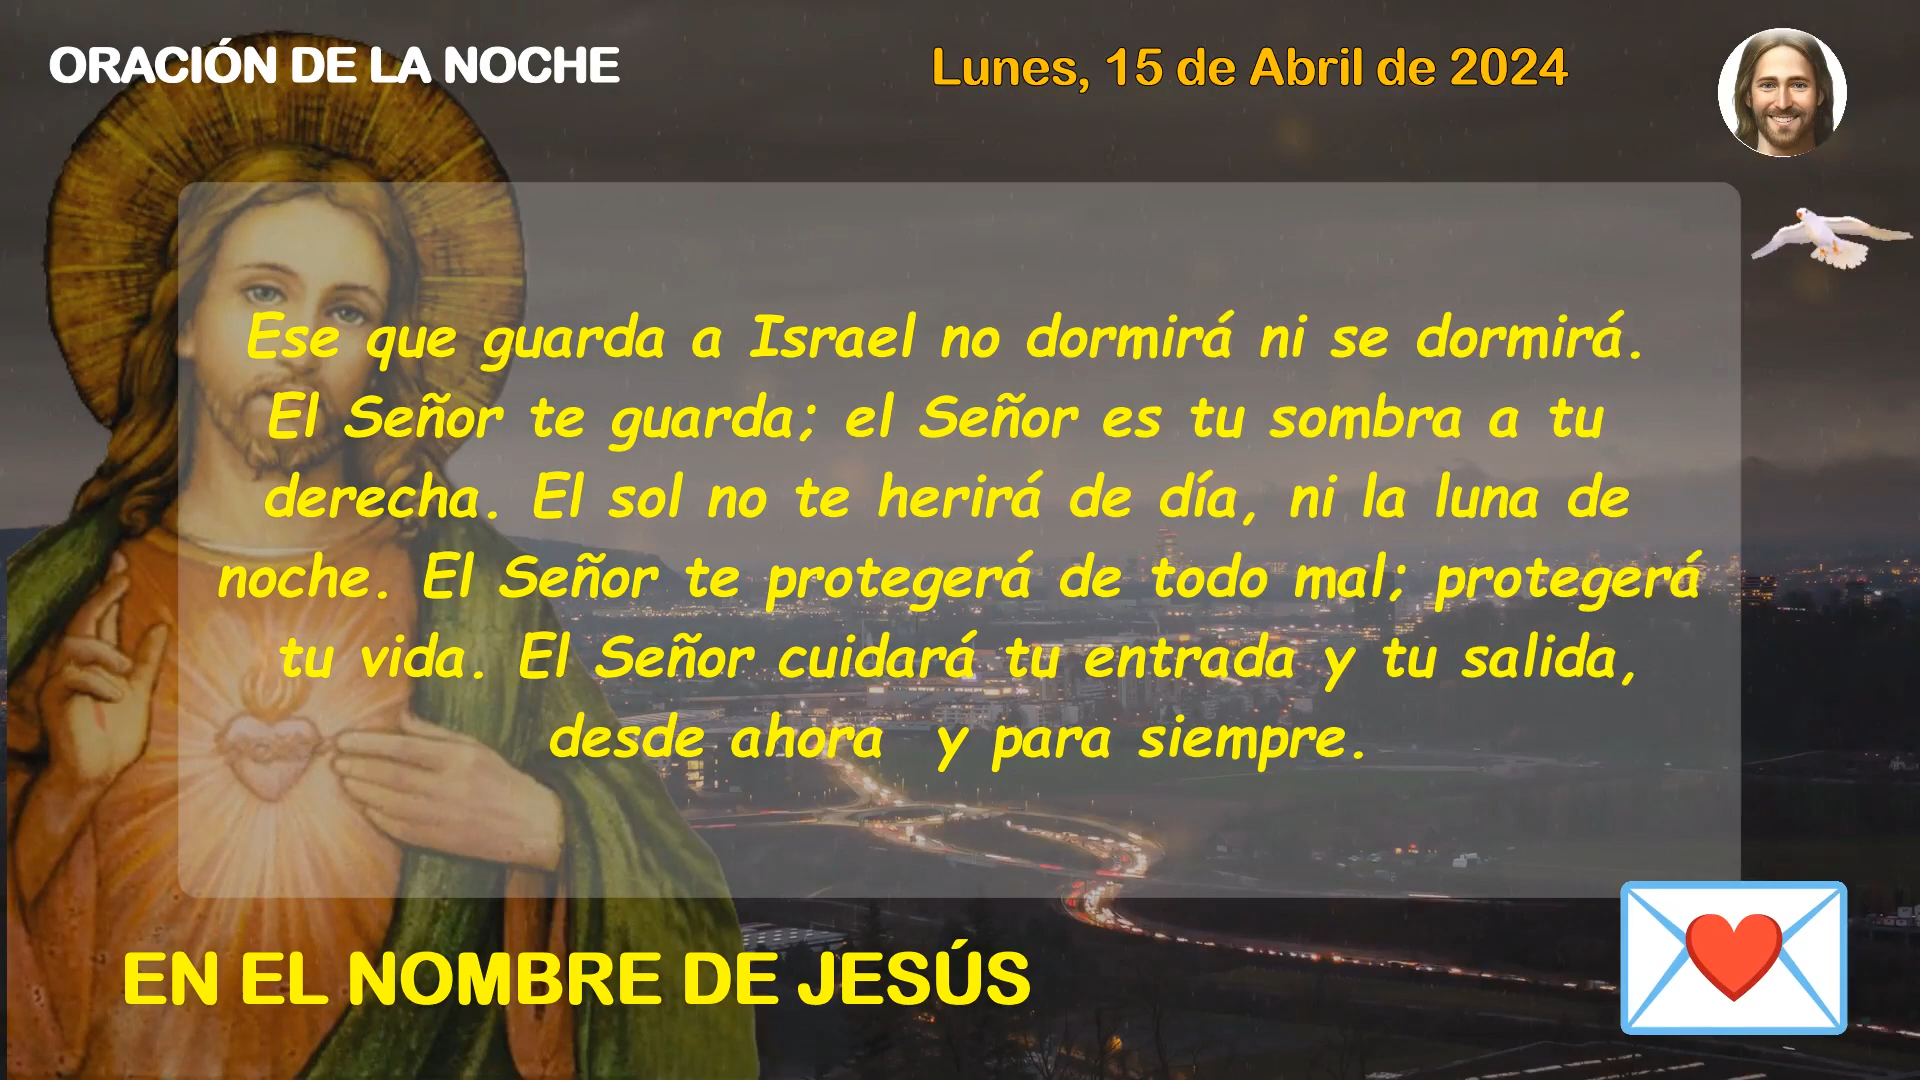 ORACIÓN DE LA NOCHE
Lunes, 15 de Abril de 2024
Ese que guarda a Israel no dormirá ni se dormirá.
El Señor te guarda; el Señor es tu sombra a tu
derecha. El sol no te herirá de día, ni la luna de
noche. El Señor te protegerá de todo mal; protegerá
tu vida. El Señor cuidará tu entrada y tu salida,
desde ahora y para siempre.
EN EL NOMBRE DE JESÚS